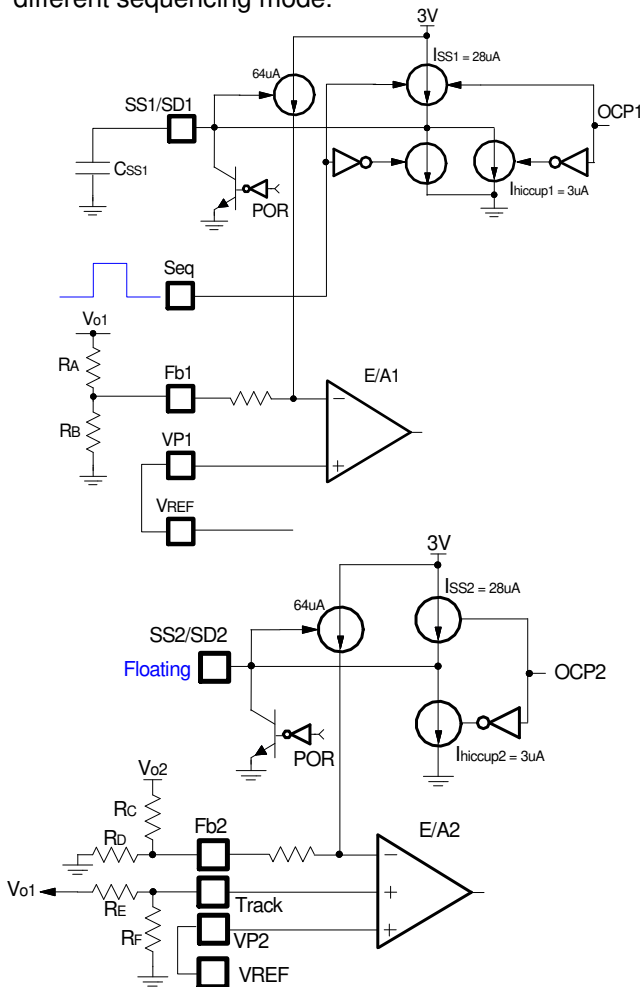 different sequencing mode.
3V
ISS1 = 28uA
64uA
SS1/SD1
OCP1
CSS1
POR
Ihiccup1 = 3uA
Seq
Vo1
RA
Fb1
E/A1
RB
VP1
VREF
3V
ISS2 = 28uA
64uA
SS2/SD2
Floating
OCP2
POR
Ihiccup2 = 3uA
Vo2
RC
Fb2
E/A2
RD
Vo1
RE
Track
RF
VP2
VREF